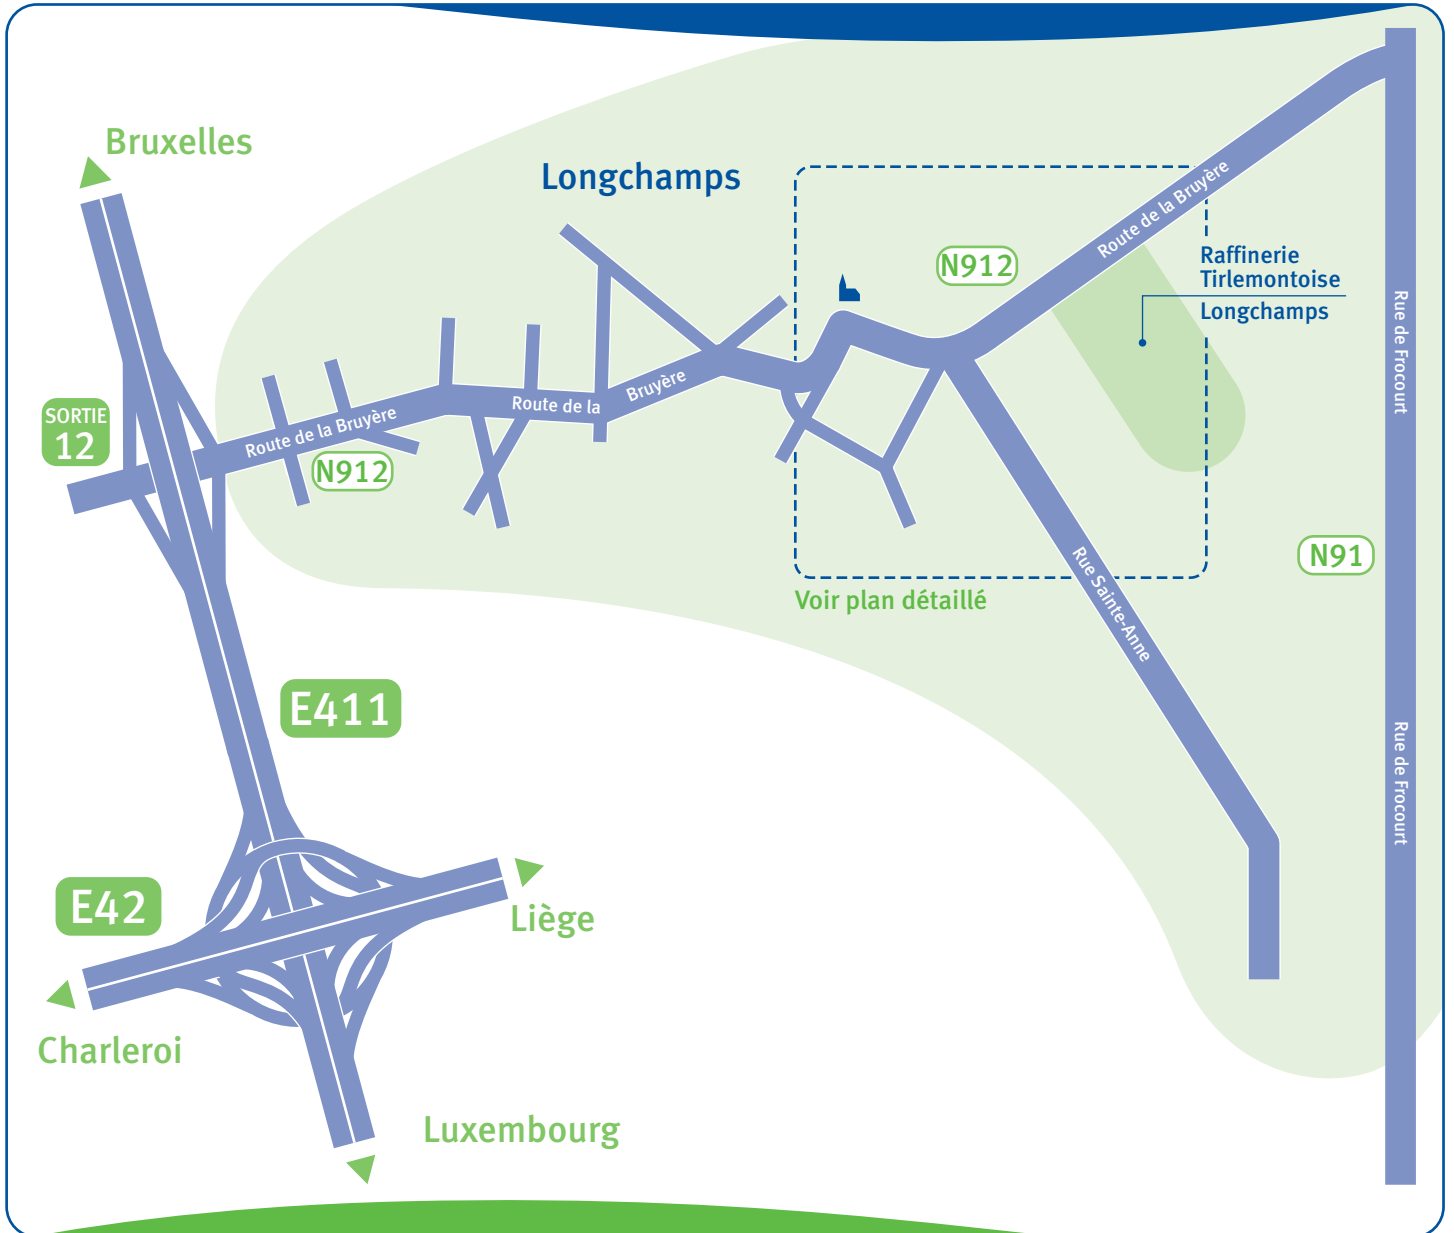 Bruxelles
Longchamps
Route de la Bruyère
N912
Raffinerie
Tirlemontoise
Longchamps
Rue de Frocourt
SORTIE
12
Route de la Bruyère
N912
Route de la
Bruyère
N91
Voir plan détaillé
Rue Sainte-Anne
E411
Rue de Frocourt
E42
Liège
Charleroi
Luxembourg